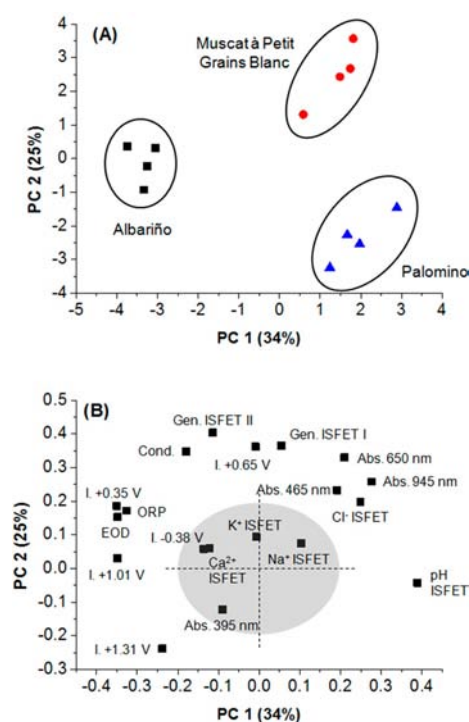 (A)
4
3
2
1
0
-1
-2
-3
-4
PC 2 (25%)
Muscat à Petit
Grains Blanc
Albariño
Palomino
-5 -4 -3 -2 -1 0 1 2 3 4
PC 1 (34%)
(B)
0.5
0.4
0.3
0.2
0.1
0.0
-0.1
-0.2
-0.3
PC 2 (25%)
Gen. ISFET II
Gen. ISFET I
Cond.
I. +0.65 V
Abs. 650 nm
I. +0.35 V
Abs. 465 nm
Abs. 945 nm
ORP
Cl- ISFET
EOD
K+ ISFET
I. -0.38 V
Na+ ISFET
I. +1.01 V
Ca2+
ISFET
pH
ISFET
Abs. 395 nm
I. +1.31 V
-0.5 -0.4 -0.3 -0.2 -0.1 0.0 0.1 0.2 0.3 0.4 0.5
PC 1 (34%)